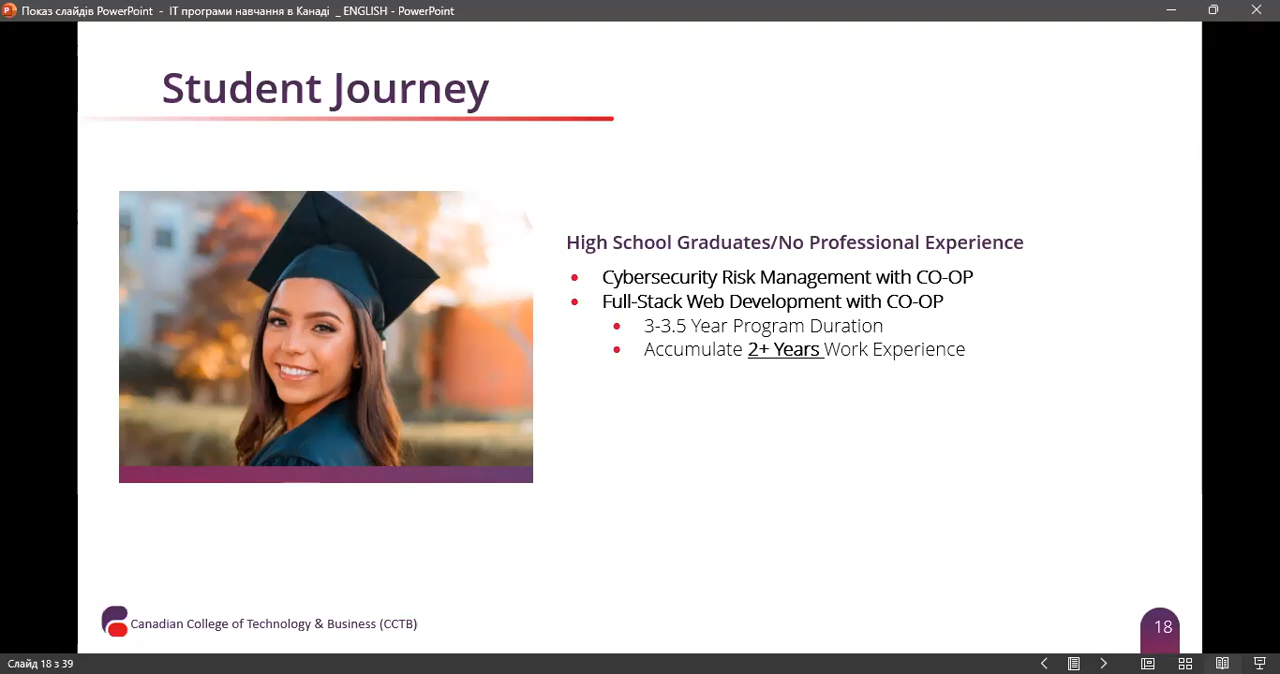 Показ слайдів PowerPoint - ІТ програми навчання в Канаді _ ENGLISH - PowerPoint
Student Journey
High School Graduates/No Professional Experience
• Cybersecurity Risk Management with CO-OP
• Full-Stack Web Development with CO-OP
• 3-3.5 Year Program Duration
• Accumulate 2+ Years Work Experience
Canadian College of Technology & Business (CCTB)
18
Слайд 18 з 39